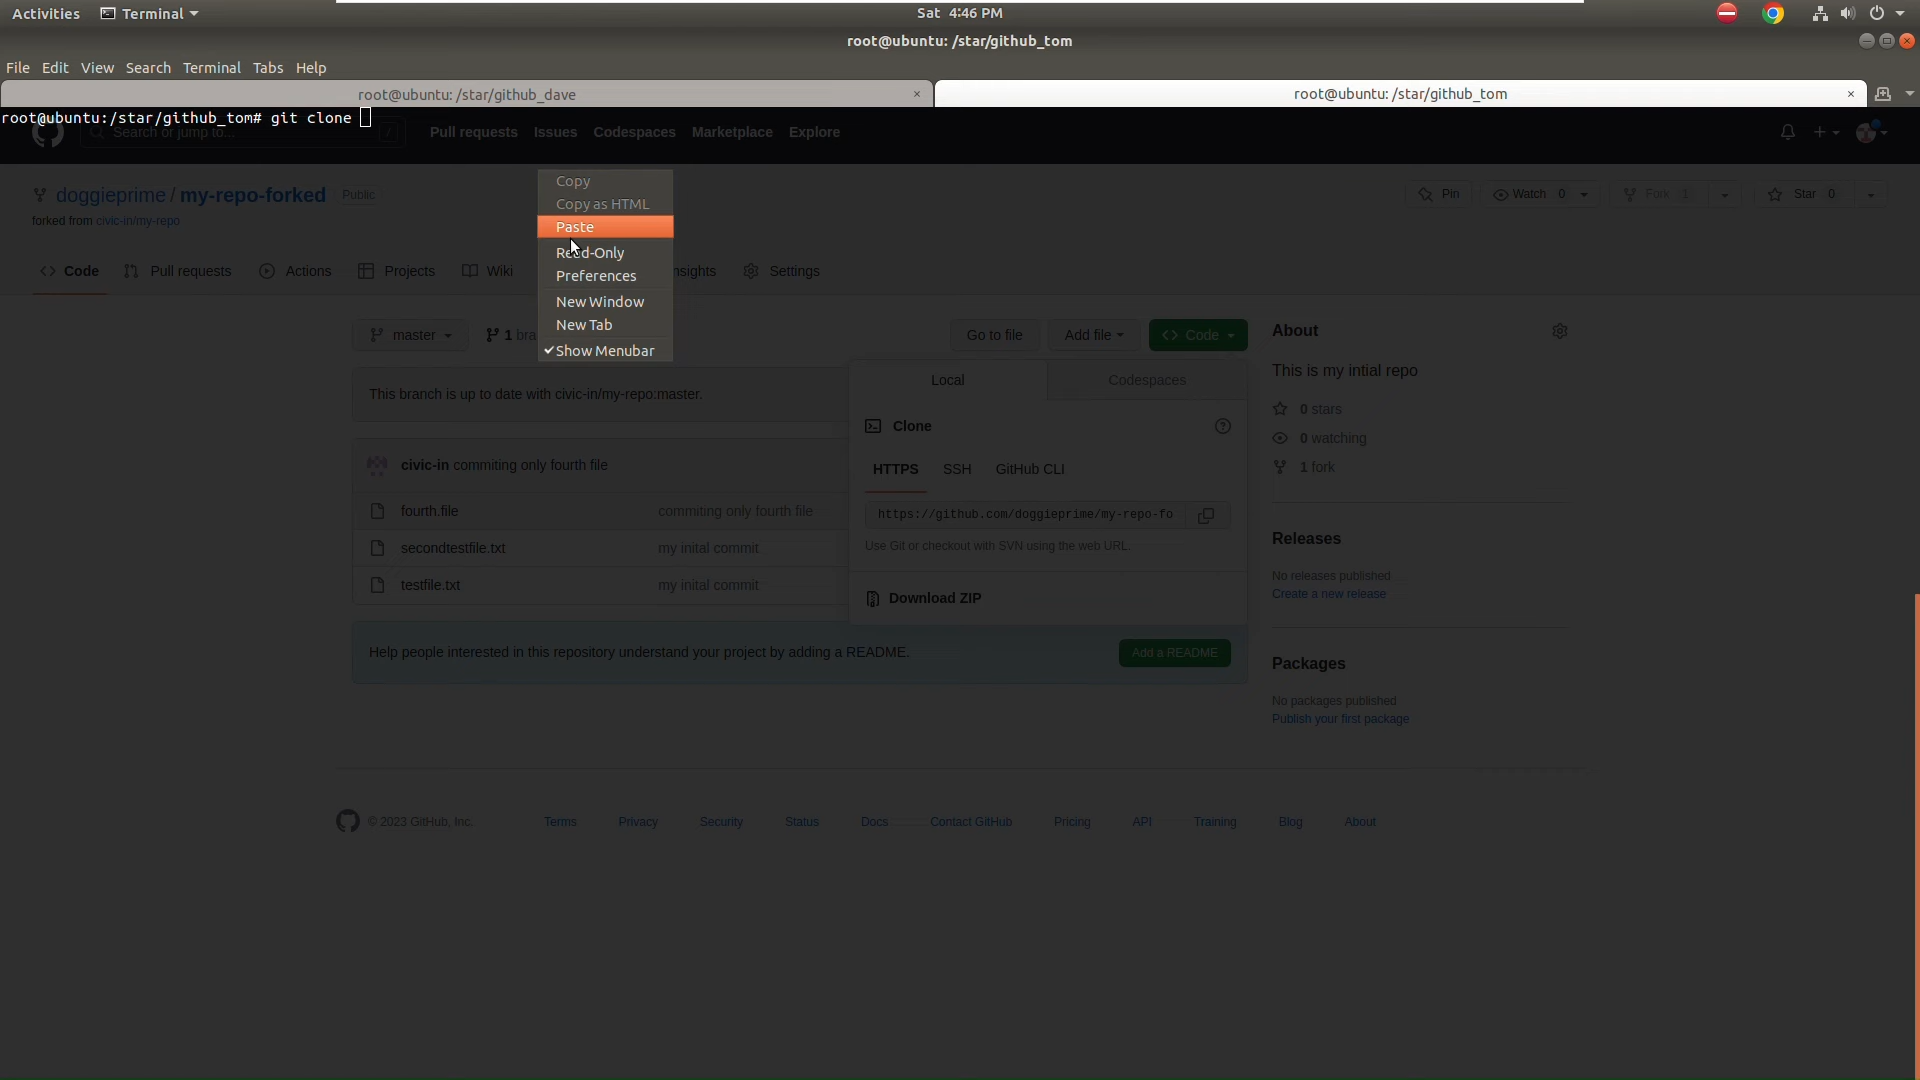 Activities Terminal Sat 4:46 PM
root@ubuntu: /star/github_tom
File Edit View Search Terminal Tabs Help
root@ubuntu: /star/github_dave × root@ubuntu: /star/github_tom ×
root@ubuntu:/star/github_tom# git clone
Search or jump to... / Pull requests Issues Codespaces Marketplace Explore
Copy
doggieprime / my-repo-forked Public Pin Watch 0 Fork 1 Star 0
Copy as HTML
forked from civic-in/my-repo
Paste
Read-Only
Code Pull requests Actions Projects Wiki nsights Settings
Preferences
New Window
New Tab
master 1 bra Go to file Add file Code About
Show Menubar
This is my intial repo
Local Codespaces
This branch is up to date with civic-in/my-repo:master.
0 stars
Clone
0 watching
civic-in commiting only fourth file HTTPS SSH GitHub CLI 1 fork
fourth.file commiting only fourth file https://github.com/doggieprime/my-repo-fo
secondtestfile.txt my inital commit Use Git or checkout with SVN using the web URL. Releases
testfile.txt my inital commit No releases published
Download ZIP Create a new release
Help people interested in this repository understand your project by adding a README. Add a README Packages
No packages published
Publish your first package
© 2023 GitHub, Inc. Terms Privacy Security Status Docs Contact GitHub Pricing API Training Blog About